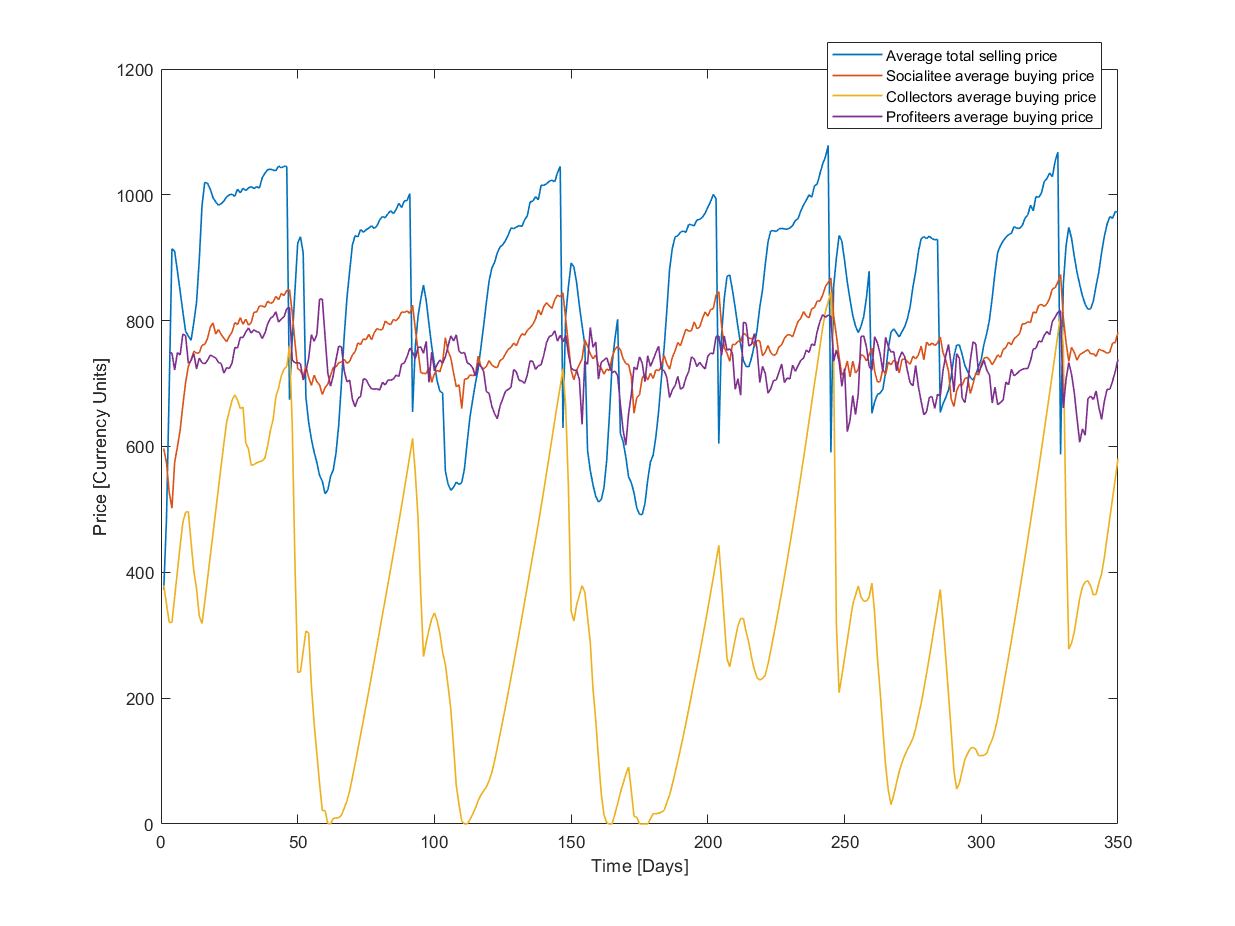 Average total selling price
Socialitee average buying price
Collectors average buying price
Profiteers average buying price
1200
1000
800
600
400
200
0
Price [Currency Units]
0 50 100 150 200 250 300 350
Time [Days]